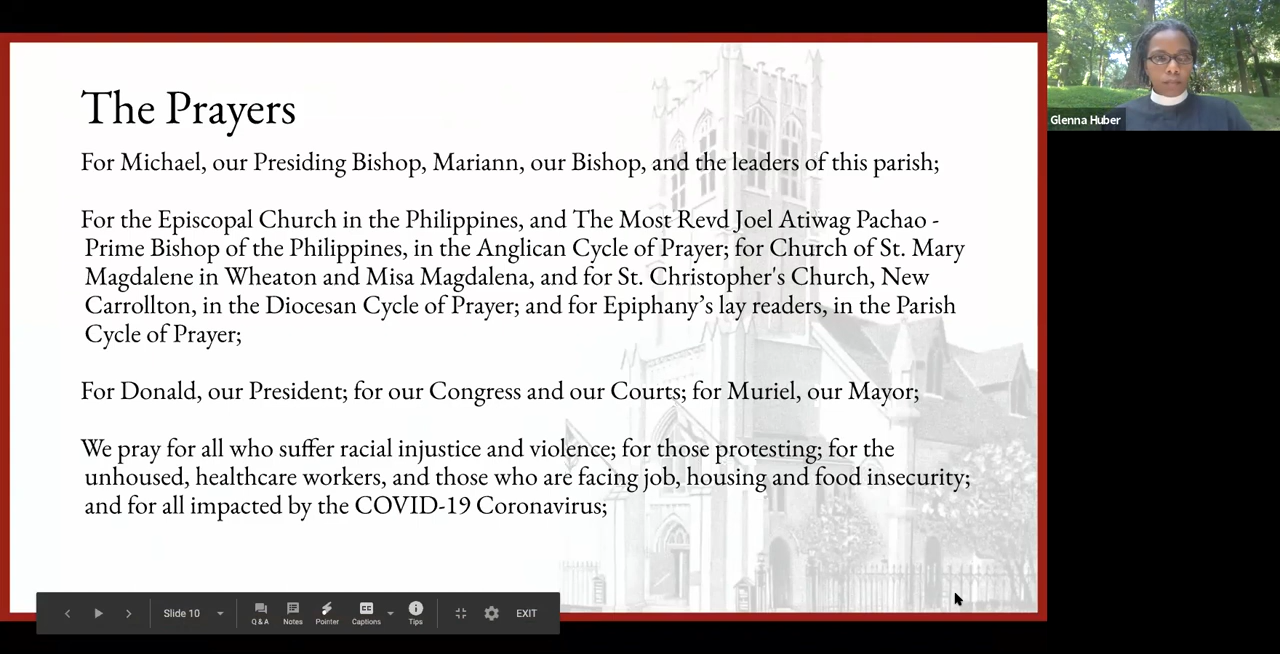 The Prayers
For Michael, our Presiding Bishop, Mariann, our Bishop, and the leaders of this parish;
For the Episcopal Church in the Philippines, and The Most Revd Joel Atiwag Pachao -
Prime Bishop of the Philippines, in the Anglican Cycle of Prayer; for Church of St. Mary
Magdalene in Wheaton and Misa Magdalena, and for St. Christopher's Church, New
Carrollton, in the Diocesan Cycle of Prayer; and for Epiphany’s lay readers, in the Parish
Cycle of Prayer;
For Donald, our President; for our Congress and our Courts; for Muriel, our Mayor;
We pray for all who suffer racial injustice and violence; for those protesting; for the
unhoused, healthcare workers, and those who are facing job, housing and food insecurity;
and for all impacted by the COVID-19 Coronavirus;
Glenna Huber
Slide 10
Q & A
Notes
Pointer
CC
Captions
Tips
EXIT